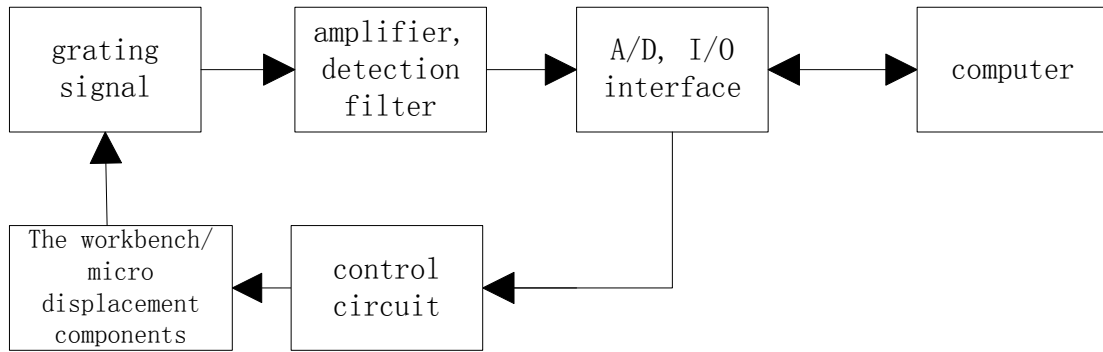 grating
signal
amplifier,
detection
filter
A/D, I/O
interface
computer
The workbench/
micro
displacement
components
control
circuit